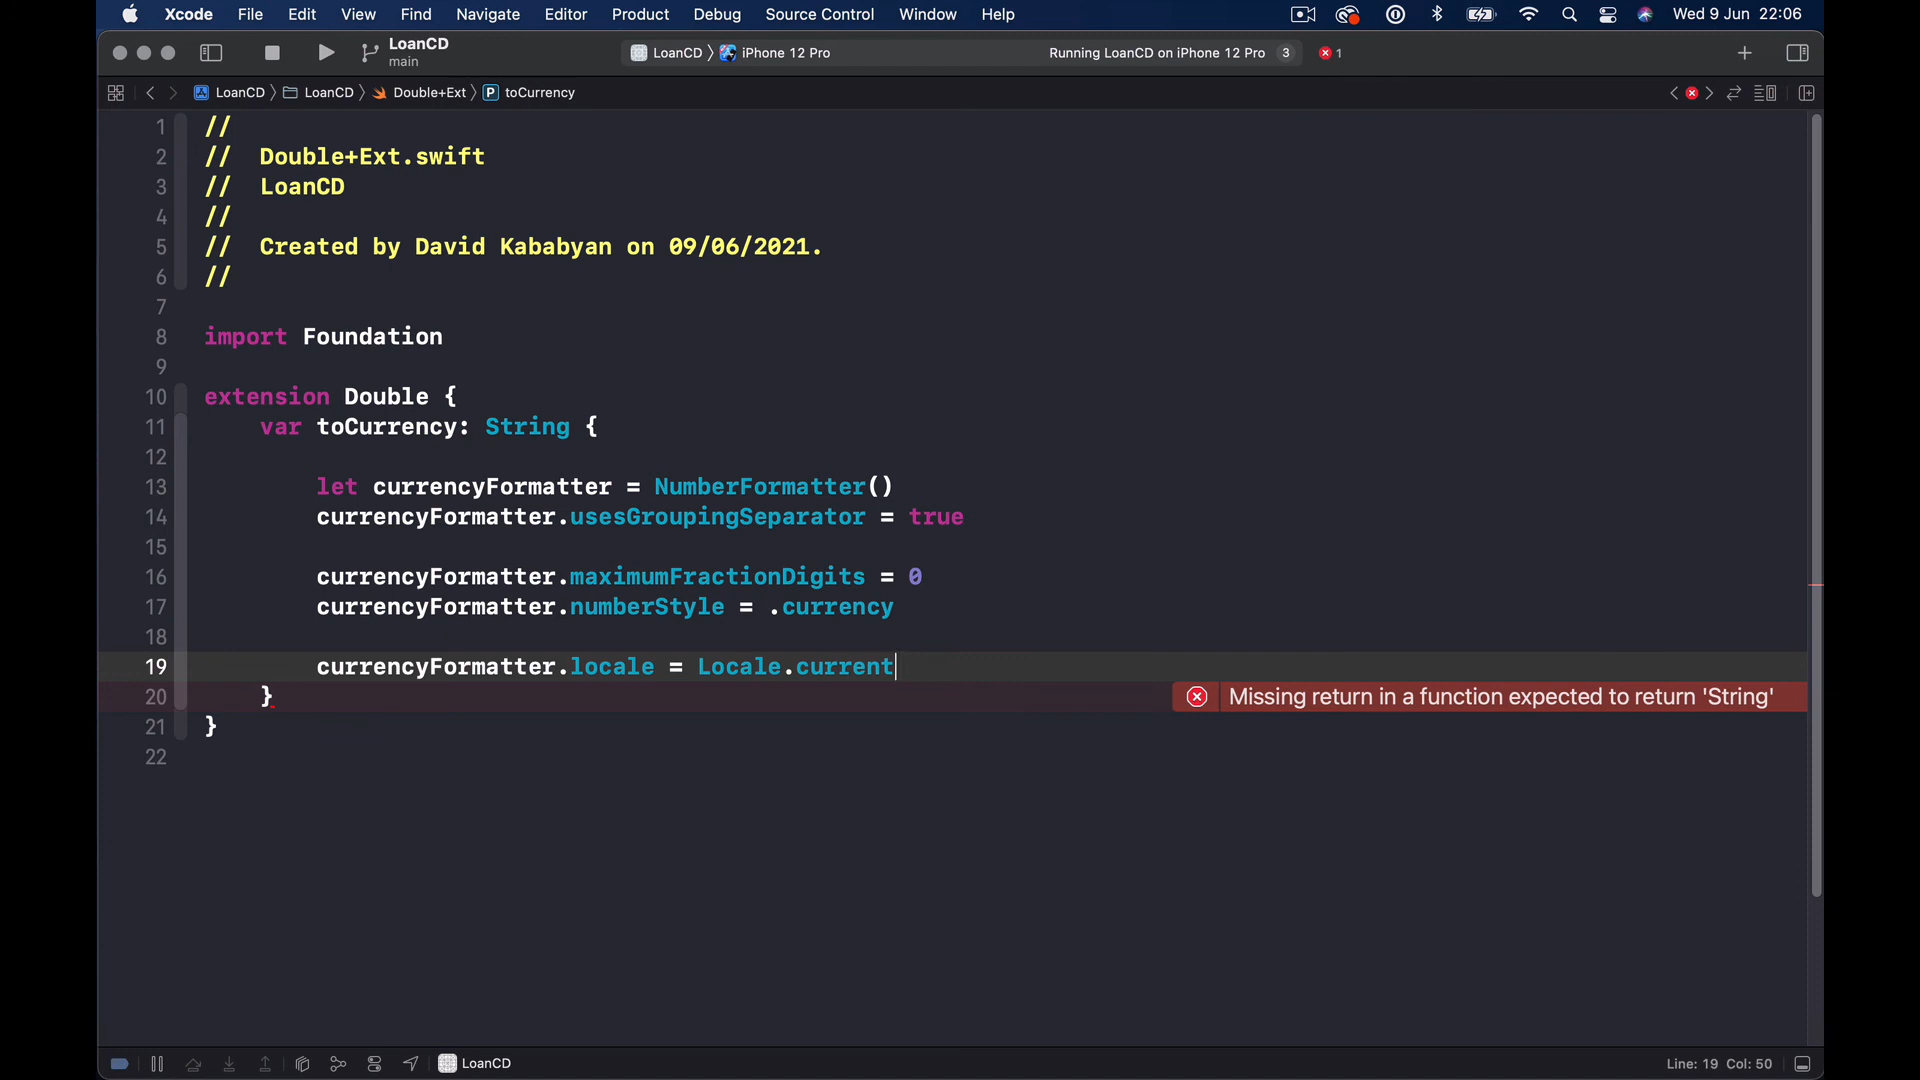 Xcode File Edit View Find Navigate Editor Product Debug Source Control Window Help Wed 9 Jun 22:06
LoanCD
main
LoanCD iPhone 12 Pro Running LoanCD on iPhone 12 Pro 3 1
LoanCD LoanCD Double+Ext P toCurrency
1 //
2 // Double+Ext.swift
3 // LoanCD
4 //
5 // Created by David Kababyan on 09/06/2021.
6 //
7
8 import Foundation
9
10 extension Double {
11 var toCurrency: String {
12
13 let currencyFormatter = NumberFormatter()
14 currencyFormatter.usesGroupingSeparator = true
15
16 currencyFormatter.maximumFractionDigits = 0
17 currencyFormatter.numberStyle = .currency
18
19 currencyFormatter.locale = Locale.current
20 } Missing return in a function expected to return 'String'
21 }
22
LoanCD Line: 19 Col: 50